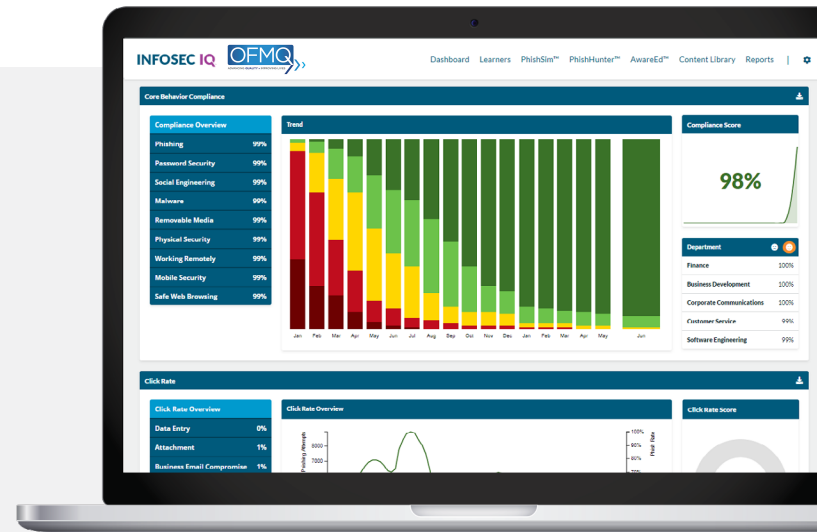 INFOSEC IQ OFMQ
Dashboard Learners PhishSim™ PhishHunter™ AwareEd™ Content Library Reports |
Core Behavior Compliance
Compliance Overview
Phishing 99%
Password Security 99%
Social Engineering 99%
Malware 99%
Removable Media 99%
Physical Security 99%
Working Remotely 99%
Mobile Security 99%
Safe Web Browsing 99%
Trend
Jan Feb Mar Apr May Jun Jul Aug Sep Oct Nov Dec Jan Feb Mar Apr May Jun
Compliance Score
98%
Department
Finance 100%
Business Development 100%
Corporate Communications 100%
Customer Service 99%
Software Engineering 99%
Click Rate
Click Rate Overview
Data Entry 0%
Attachment 1%
Business Email Compromise 1%
Click Rate Overview
Phishing Attempts
8000
7000
100%
90%
80%
70%
Phish Rate
Click Rate Score